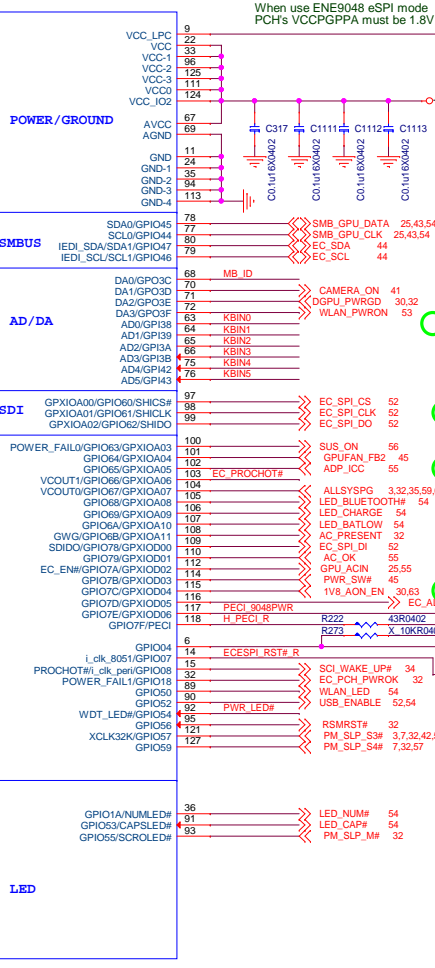 When use ENE9048 eSPI mode
PCH's VCCPGPPA must be 1.8V
VCC_LPC 9
VCC 22
VCC-1 33
VCC-2 96
VCC-3 125
VCC0 111
VCC_IO2 124
POWER/GROUND
AVCC 67
AGND 69
C317 C1111 C1112 C1113
C0.1u16X0402 C0.1u16X0402 C0.1u16X0402 C0.1u16X0402
GND 11
GND-1 24
GND-2 35
GND-3 94
GND-4 113
SMBUS
SDA0/GPIO45 78 SMB_GPU_DATA 25,43,54
SCL0/GPIO44 77 SMB_GPU_CLK 25,43,54
IEDI_SDA/SDA1/GPIO47 80 EC_SDA 44
IEDI_SCL/SCL1/GPIO46 79 EC_SCL 44
AD/DA
DA0/GPIO3C 68 MB_ID
DA1/GPO3D 70 CAMERA_ON 41
DA2/GPO3E 71 DGPU_PWRGD 30,32
DA3/GPO3F 72 WLAN_PWRON 53
AD0/GPI38 63 KBIN0
AD1/GPI39 64 KBIN1
AD2/GPI3A 65 KBIN2
AD3/GPI3B 66 KBIN3
AD4/GPI42 75 KBIN4
AD5/GPI43 76 KBIN5
SDI
GPXIOA00/GPIO60/SHICS# 97 EC_SPI_CS 52
GPXIOA01/GPIO61/SHICLK 98 EC_SPI_CLK 52
GPXIOA02/GPIO62/SHIDO 99 EC_SPI_DO 52
POWER_FAIL0/GPIO63/GPXIOA03 100 SUS_ON 56
GPIO64/GPXIOA04 101 GPUFAN_FB2 45
GPIO65/GPXIOA05 102 ADP_ICC 55
VCOUT1/GPIO66/GPXIOA06 103 EC_PROCHOT#
VCOUT0/GPIO67/GPXIOA07 104 ALLSYSPG 3,32,35,59,
GPIO68/GPXIOA08 105 LED_BLUETOOTH# 54
GPIO69/GPXIOA09 106 LED_CHARGE 54
GPIO6A/GPXIOA10 107 LED_BATLOW 54
GWG/GPIO6B/GPXIOA11 108 AC_PRESENT 32
SDIDO/GPIO78/GPXIOD00 109 EC_SPI_DI 52
GPIO79/GPXIOD01 110 AC_OK 55
EC_EN#/GPIO7A/GPXIOD02 112 GPU_ACIN 25,55
GPIO7B/GPXIOD03 114 PWR_SW# 45
GPIO7C/GPXIOD04 115 1V8_AON_EN 30,63
GPIO7D/GPXIOD05 116
GPIO7E/GPXIOD06 117 PECI_9048PWR
GPIO7F/PECI 118 H_PECI_R R222 43R0402
R273
GPIO04 6
i_clk_8051/GPIO07 14 ECESPI_RST#_R
PROCHOT#/i_clk_peri/GPIO08 15 SCI_WAKE_UP# 34
POWER_FAIL1/GPIO18 32 EC_PCH_PWROK 32
GPIO50 89 WLAN_LED 54
GPIO52 90 USB_ENABLE 52,54
WDT_LED#/GPIO54 92 PWR_LED#
GPIO56 95 RSMRST# 32
XCLK32K/GPIO57 121 PM_SLP_S3# 3,7,32,42,
GPIO59 127 PM_SLP_S4# 7,32,57
GPIO1A/NUMLED# 36 LED_NUM# 54
GPIO53/CAPSLED# 91 LED_CAP# 54
GPIO55/SCROLED# 93 PM_SLP_M# 32
LED